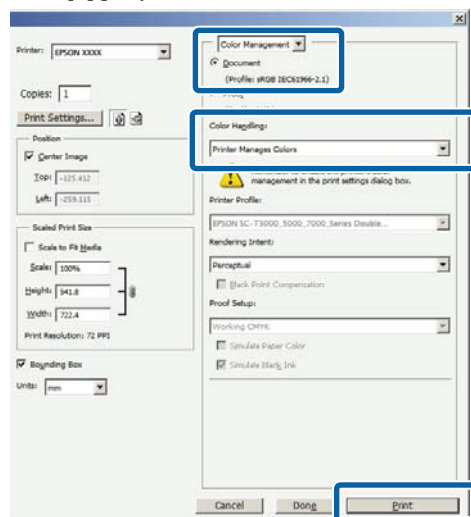 Printer: EPSON XXXX
Copies: 1
Print Settings...
Position
Center Image
Top: -125.412
Left: -259.115
Scaled Print Size
Scale to Fit Media
Scale: 100%
Height: 541.8
Width: 722.4
Print Resolution: 72 PPI
Bounding Box
Units: mm
Color Management
Document
(Profile: sRGB IEC61966-2.1)
Color Handling:
Printer Manages Colors
management in the print settings dialog box.
Printer Profile:
EPSON SC-T3000_5000_7000_Series Double...
Rendering Intent:
Perceptual
Black Point Compensation
Proof Setup:
Working CMYK
Simulate Paper Color
Simulate Black Ink
Cancel
Done
Print